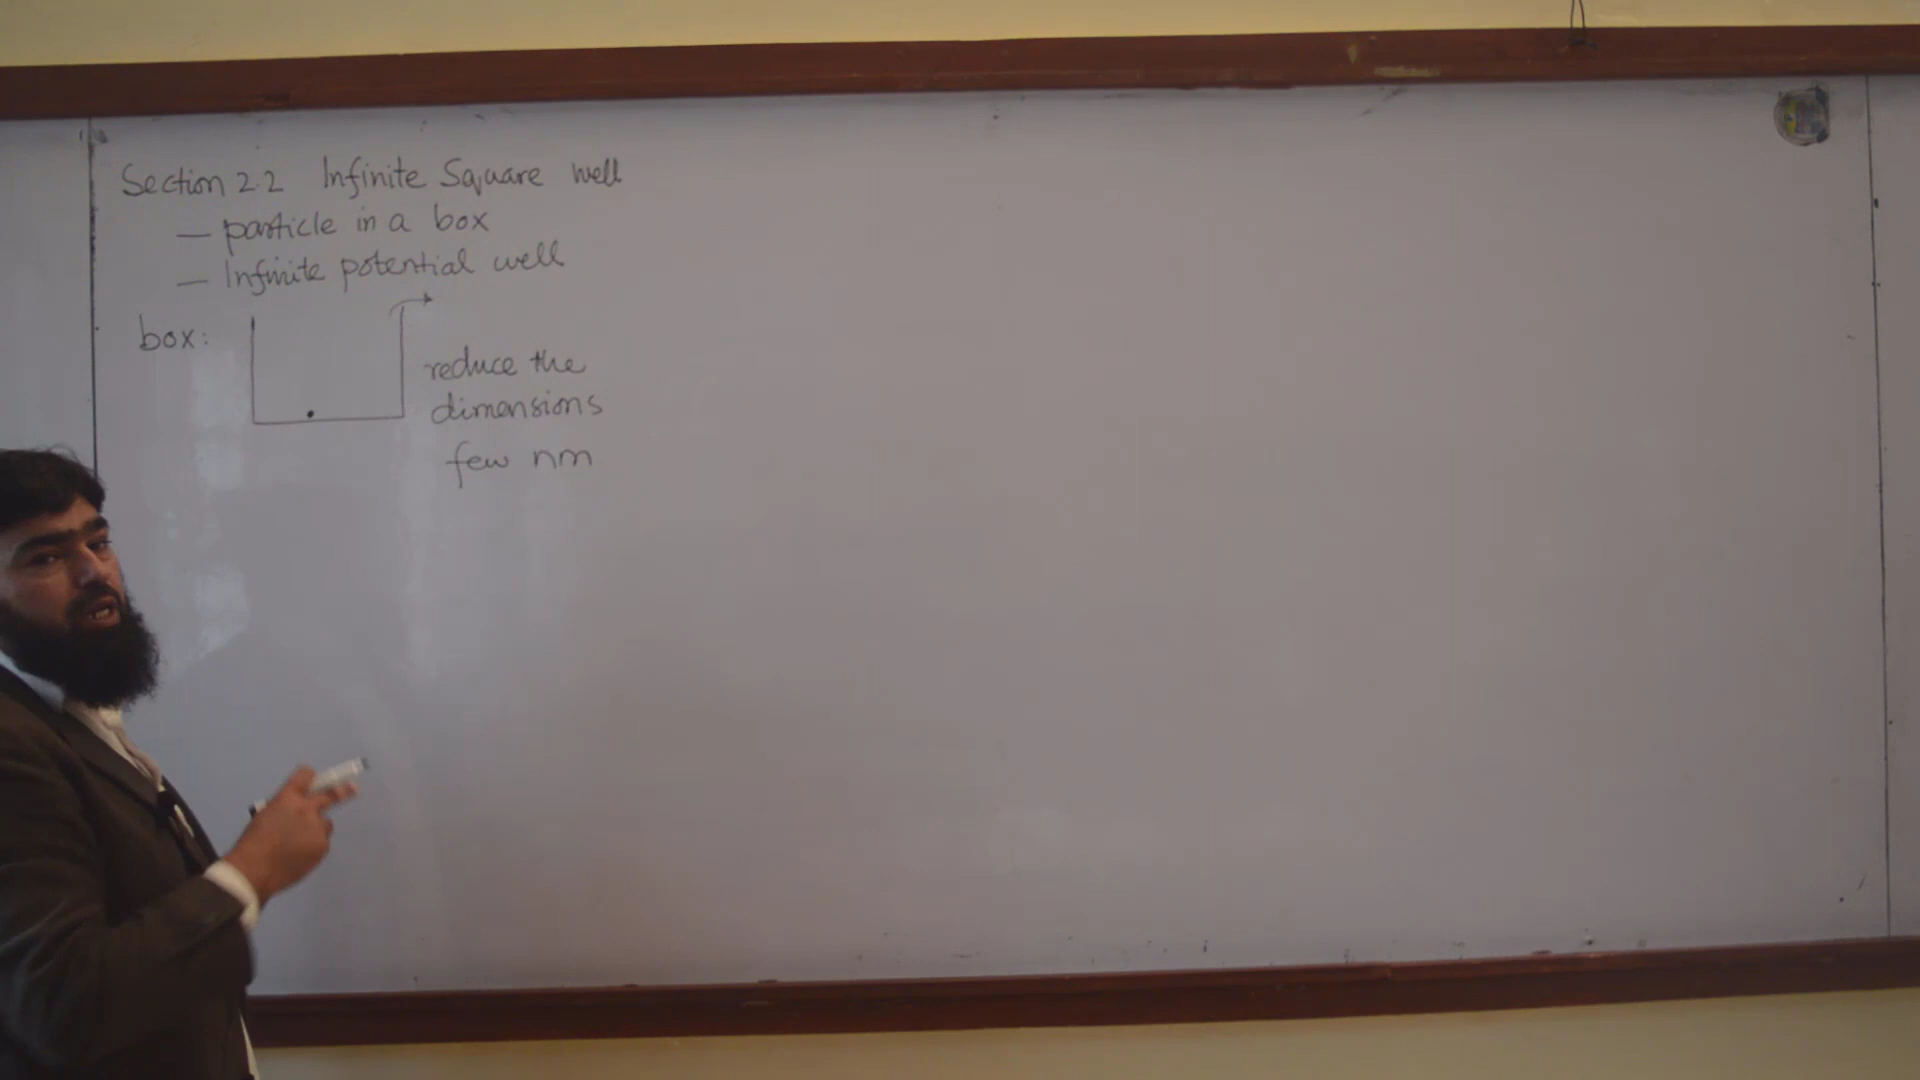 Section 2.2 Infinite Square well
— particle in a box
— Infinite potential well
box:
reduce the
dimensions
few nm